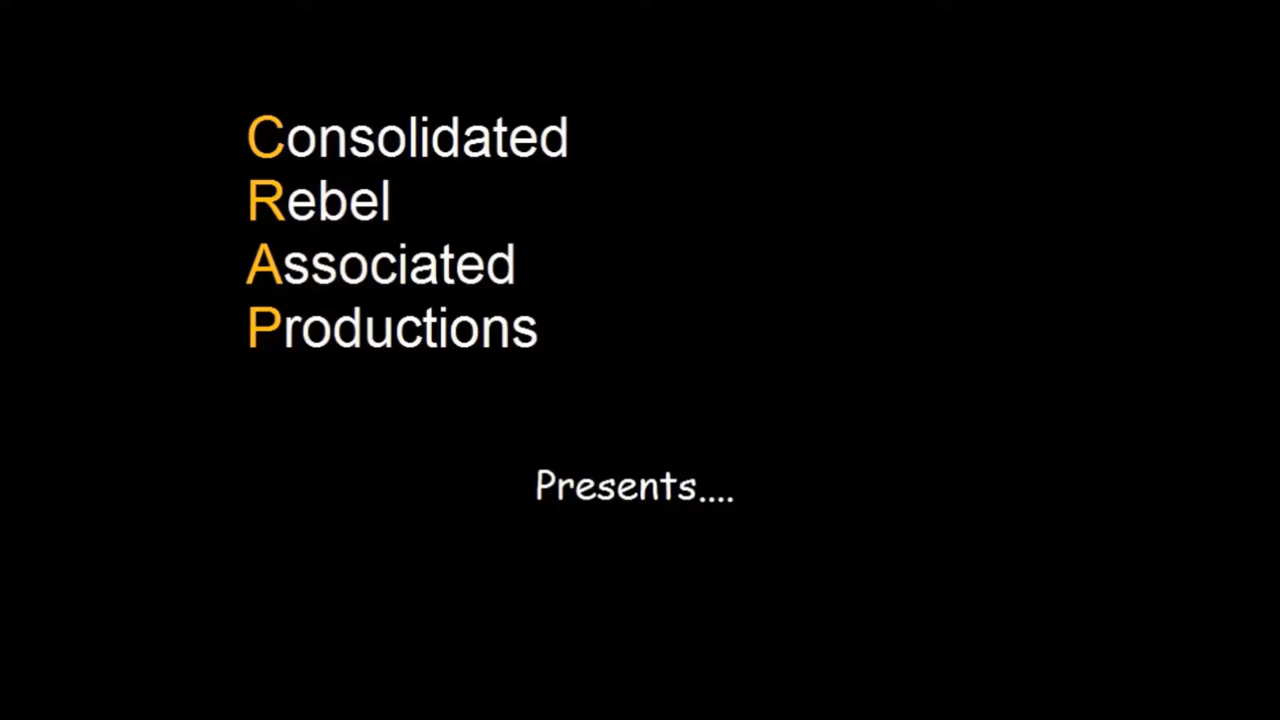 Consolidated
Rebel
Associated
Productions
Presents....